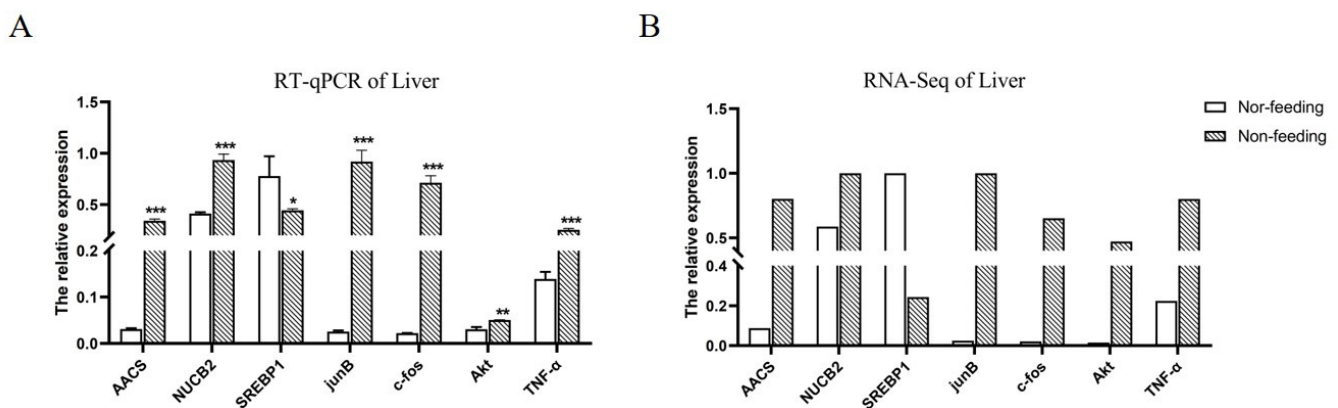 A
RT-qPCR of Liver
The relative expression
1.5
1.0
0.5
0.2
0.1
0.0
***
***
*
***
***
**
***
AACS
NUCB2
SREBP1
junB
c-fos
Akt
TNF-α
B
RNA-Seq of Liver
The relative expression
1.5
1.0
0.5
0.4
0.2
0.0
AACS
NUCB2
SREBP1
junB
c-fos
Akt
TNF-α
Nor-feeding
Non-feeding